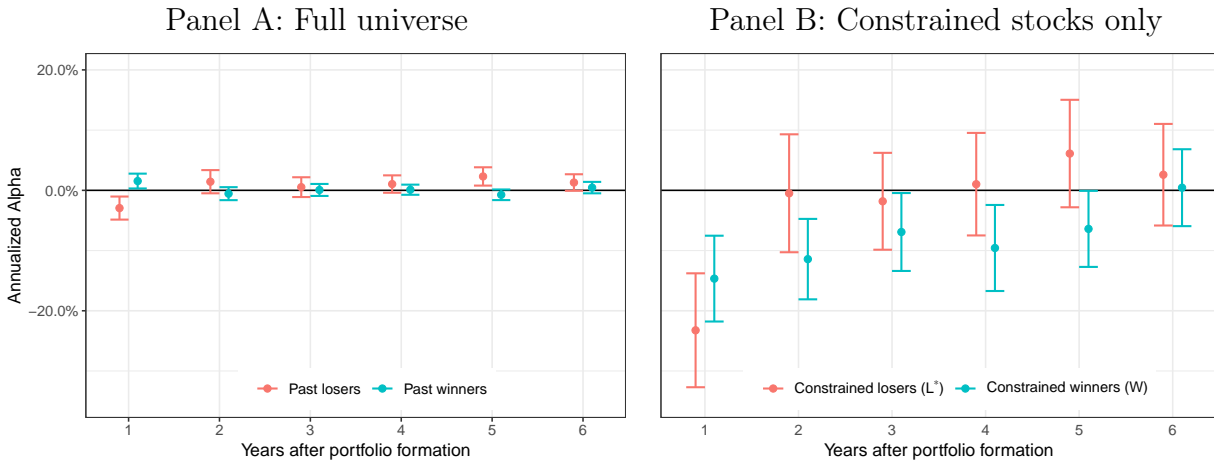 Panel A: Full universe
Panel B: Constrained stocks only
Annualized Alpha
20.0%
0.0%
−20.0%
Past losers Past winners
Constrained losers (L*) Constrained winners (W)
1 2 3 4 5 6
1 2 3 4 5 6
Years after portfolio formation
Years after portfolio formation